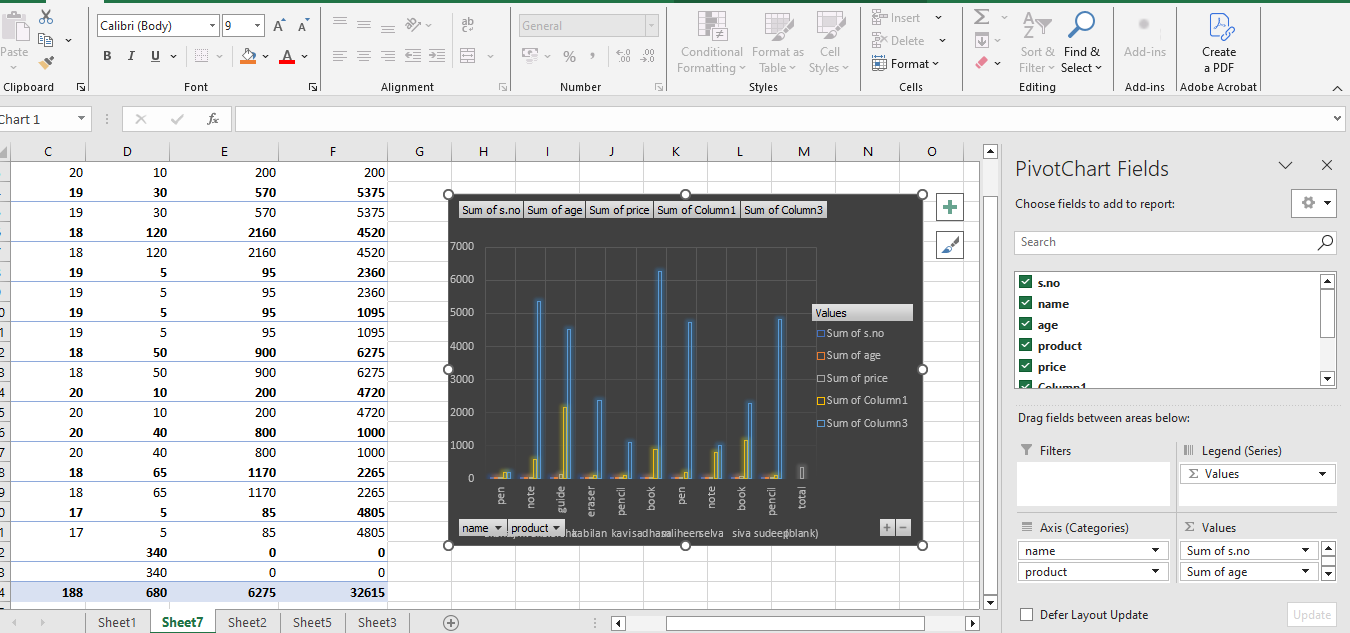 Calibri (Body) 9 ab General
Paste B I U % , Conditional Formatting Format as Table Cell Styles Insert Delete Format Sort & Filter Find & Select Add-ins Create a PDF
Clipboard Font Alignment Number Styles Cells Editing Add-ins Adobe Acrobat
Chart 1 fx
C D E F G H I J K L M N O
20 10 200 200
19 30 570 5375
19 30 570 5375
18 120 2160 4520
18 120 2160 4520
19 5 95 2360
19 5 95 2360
19 5 95 1095
19 5 95 1095
18 50 900 6275
18 50 900 6275
20 10 200 4720
20 10 200 4720
20 40 800 1000
20 40 800 1000
18 65 1170 2265
18 65 1170 2265
17 5 85 4805
17 5 85 4805
340 0 0
340 0 0
188 680 6275 32615
Sum of s.no Sum of age Sum of price Sum of Column1 Sum of Column3
7000
6000
5000
4000
3000
2000
1000
0
Values
Sum of s.no
Sum of age
Sum of price
Sum of Column1
Sum of Column3
pen note guide eraser pencil book pen note book pencil total
name product
selva siva sudeep
+ −
PivotChart Fields
Choose fields to add to report:
Search
s.no
name
age
product
price
Column1
Drag fields between areas below:
Filters
Legend (Series)
Σ Values
Axis (Categories)
name
product
Σ Values
Sum of s.no
Sum of age
Defer Layout Update Update
Sheet1 Sheet7 Sheet2 Sheet5 Sheet3